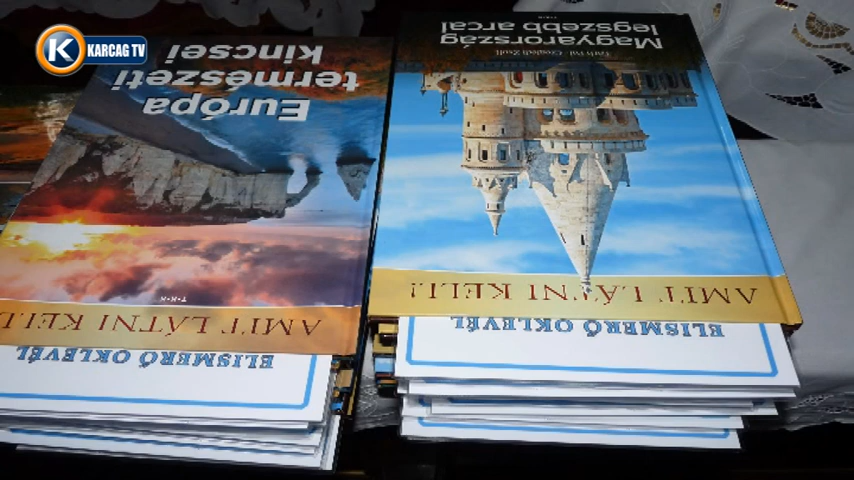 KARCAG TV
Európa
természeti
kincsei
T·K·K
AMIT LÁTNI KELL!
ELISMERŐ OKLEVÉL
Magyarország
legszebb arcai
AMIT LÁTNI KELL!
ELISMERŐ OKLEVÉL